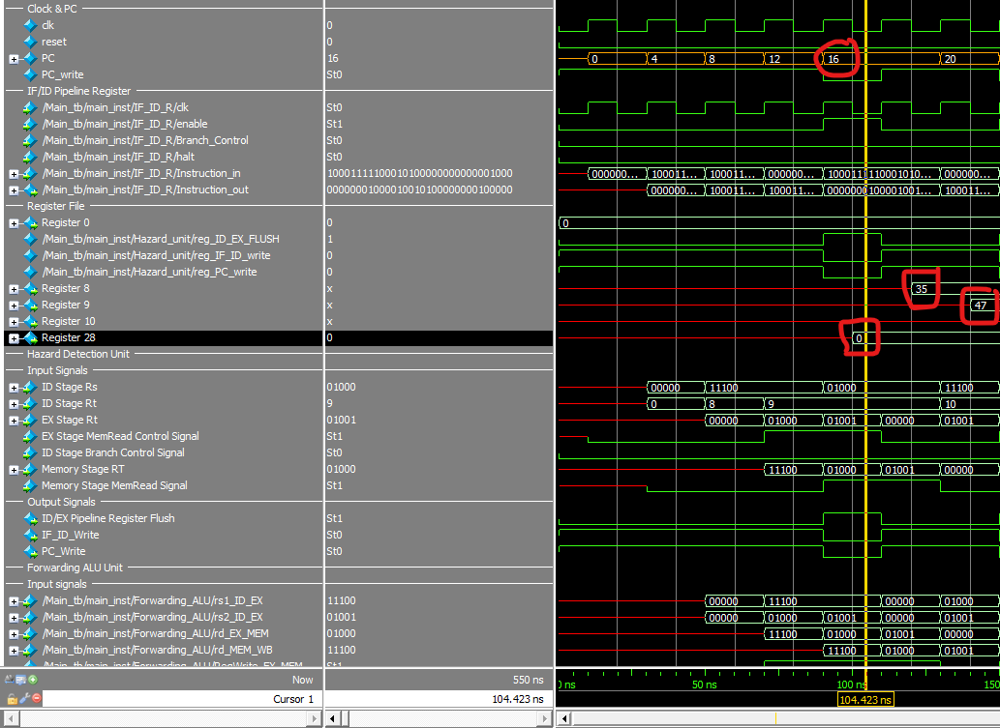 Clock & PC
clk 0
reset 0
PC 16 0 4 8 12 16 20
PC_write St0
IF/ID Pipeline Register
/Main_tb/main_inst/IF_ID_R/clk St0
/Main_tb/main_inst/IF_ID_R/enable St1
/Main_tb/main_inst/IF_ID_R/Branch_Control St0
/Main_tb/main_inst/IF_ID_R/halt St0
/Main_tb/main_inst/IF_ID_R/Instruction_in 10001111100010100000000000001000 000000... 100011... 100011... 000000... 1000111110001010... 000000...
/Main_tb/main_inst/IF_ID_R/Instruction_out 00000001000010010100000000100000 000000... 100011... 100011... 000000010001001... 100011...
Register File
Register 0 0 0
/Main_tb/main_inst/Hazard_unit/reg_ID_EX_FLUSH 1
/Main_tb/main_inst/Hazard_unit/reg_IF_ID_write 0
/Main_tb/main_inst/Hazard_unit/reg_PC_write 0
Register 8 x 35
Register 9 x 47
Register 10 x
Register 28 0 0
Hazard Detection Unit
Input Signals
ID Stage Rs 01000 00000 11100 01000 11100
ID Stage Rt 9 0 8 9 10
EX Stage Rt 01001 00000 01000 01001 00000 01001
EX Stage MemRead Control Signal St1
ID Stage Branch Control Signal St0
Memory Stage RT 01000 11100 01000 01001 00000
Memory Stage MemRead Signal St1
Output Signals
ID/EX Pipeline Register Flush St1
IF_ID_Write St0
PC_Write St0
Forwarding ALU Unit
Input signals
/Main_tb/main_inst/Forwarding_ALU/rs1_ID_EX 11100 00000 11100 00000 01000
/Main_tb/main_inst/Forwarding_ALU/rs2_ID_EX 01001 00000 01000 01001 00000 01001
/Main_tb/main_inst/Forwarding_ALU/rd_EX_MEM 01000 11100 01000 01001 00000
/Main_tb/main_inst/Forwarding_ALU/rd_MEM_WB 11100 11100 01000 01001
/Main_tb/main_inst/Forwarding_ALU/RegWrite_EX_MEM St1
Now 550 ns 50 ns 100 ns
Cursor 1 104.423 ns 104.423 ns